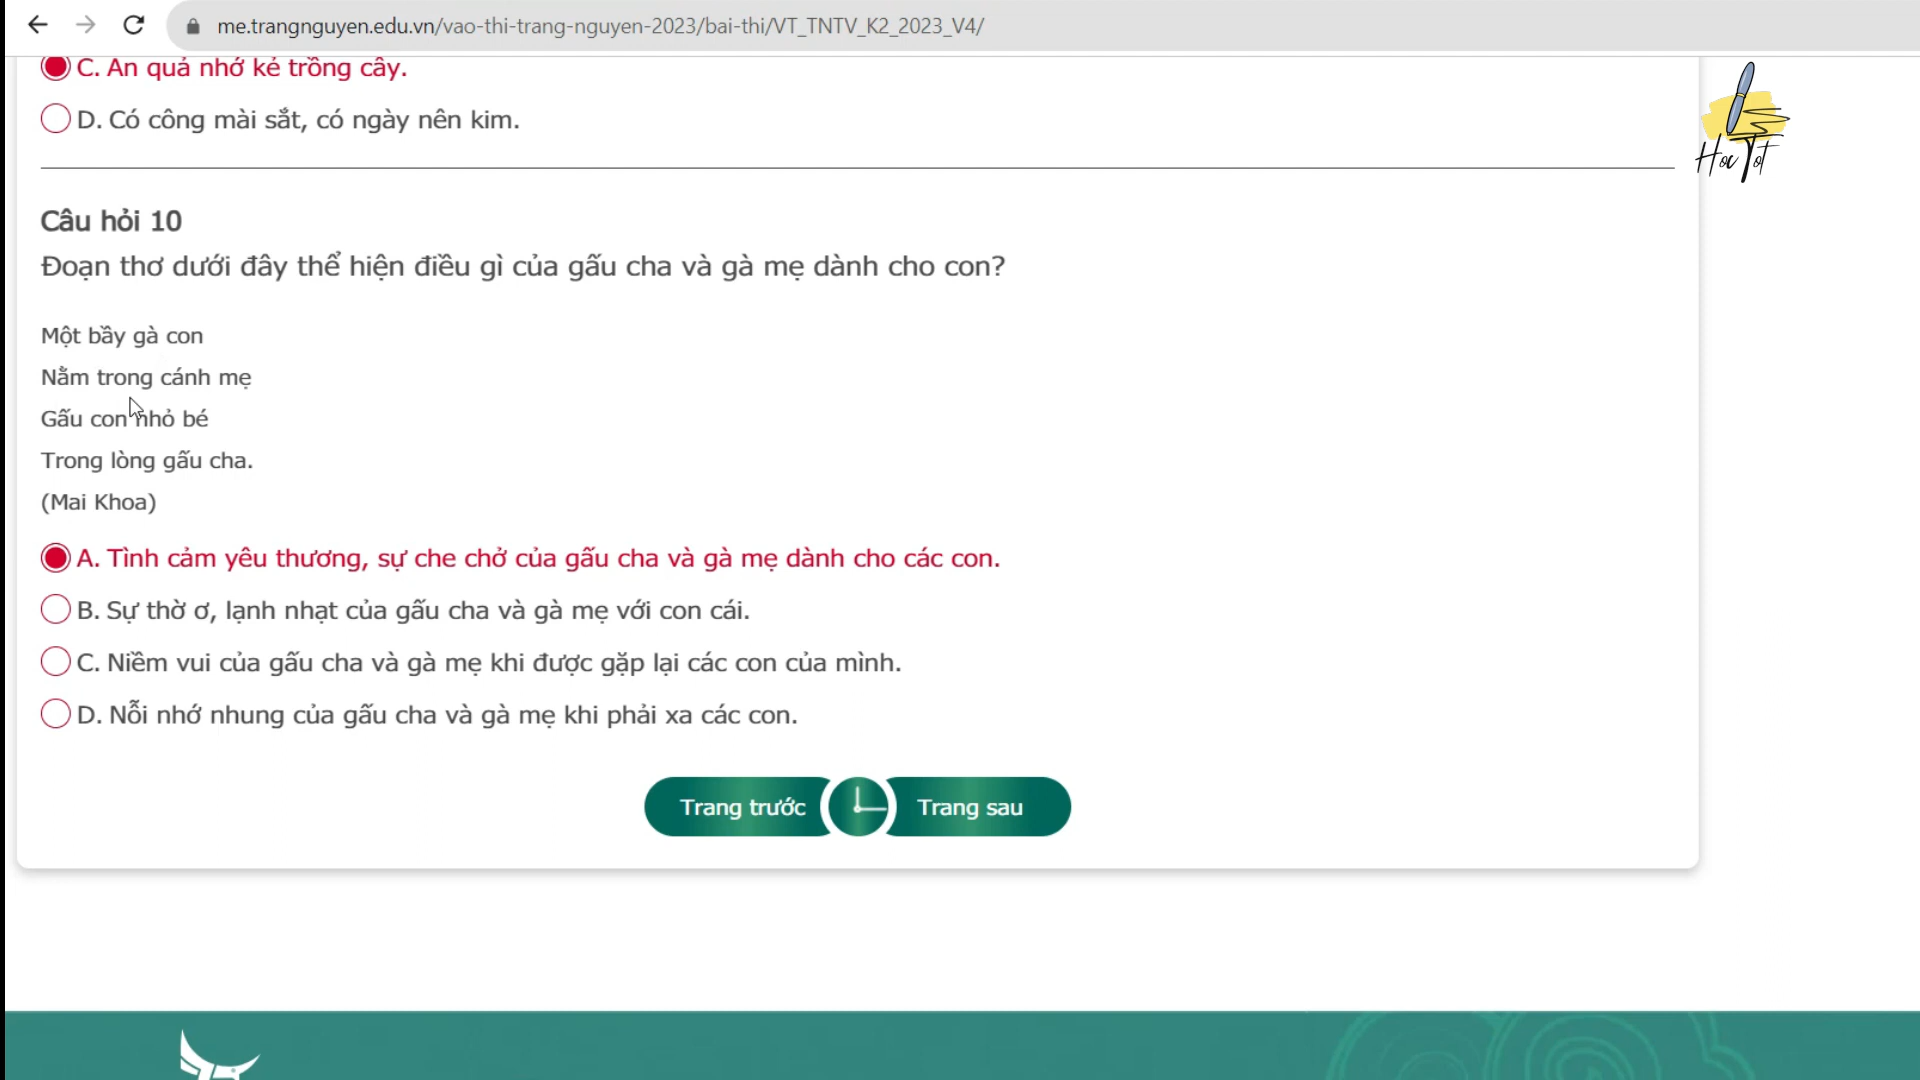 me.trangnguyen.edu.vn/vao-thi-trang-nguyen-2023/bai-thi/VT_TNTV_K2_2023_V4/
C. Ăn quả nhớ kẻ trồng cây.
D. Có công mài sắt, có ngày nên kim.
Học Tốt
Câu hỏi 10
Đoạn thơ dưới đây thể hiện điều gì của gấu cha và gà mẹ dành cho con?
Một bầy gà con
Nằm trong cánh mẹ
Gấu con nhỏ bé
Trong lòng gấu cha.
(Mai Khoa)
A. Tình cảm yêu thương, sự che chở của gấu cha và gà mẹ dành cho các con.
B. Sự thờ ơ, lạnh nhạt của gấu cha và gà mẹ với con cái.
C. Niềm vui của gấu cha và gà mẹ khi được gặp lại các con của mình.
D. Nỗi nhớ nhung của gấu cha và gà mẹ khi phải xa các con.
Trang trước
Trang sau